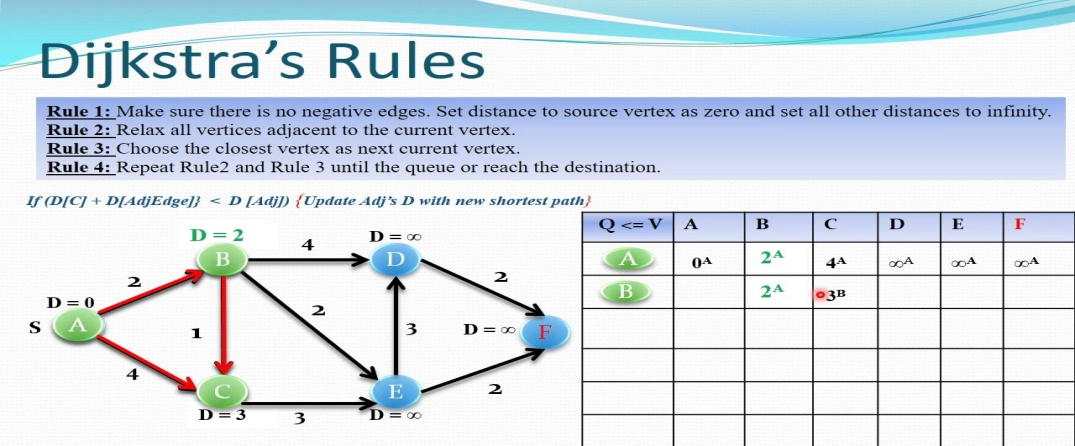 Dijkstra's Rules
Rule 1: Make sure there is no negative edges. Set distance to source vertex as zero and set all other distances to infinity.
Rule 2: Relax all vertices adjacent to the current vertex.
Rule 3: Choose the closest vertex as next current vertex.
Rule 4: Repeat Rule2 and Rule 3 until the queue or reach the destination.
If (D[C] + D[AdjEdge]} < D [Adj]) {Update Adj's D with new shortest path}
D = 2
B
4
D = ∞
D
2
2
D = 0
S
A
1
2
3
D = ∞
F
4
C
D = 3
3
E
D = ∞
2
Q <= V A B C D E F
A 0ᴬ 2ᴬ 4ᴬ ∞ᴬ ∞ᴬ ∞ᴬ
B 2ᴬ 3ᴮ